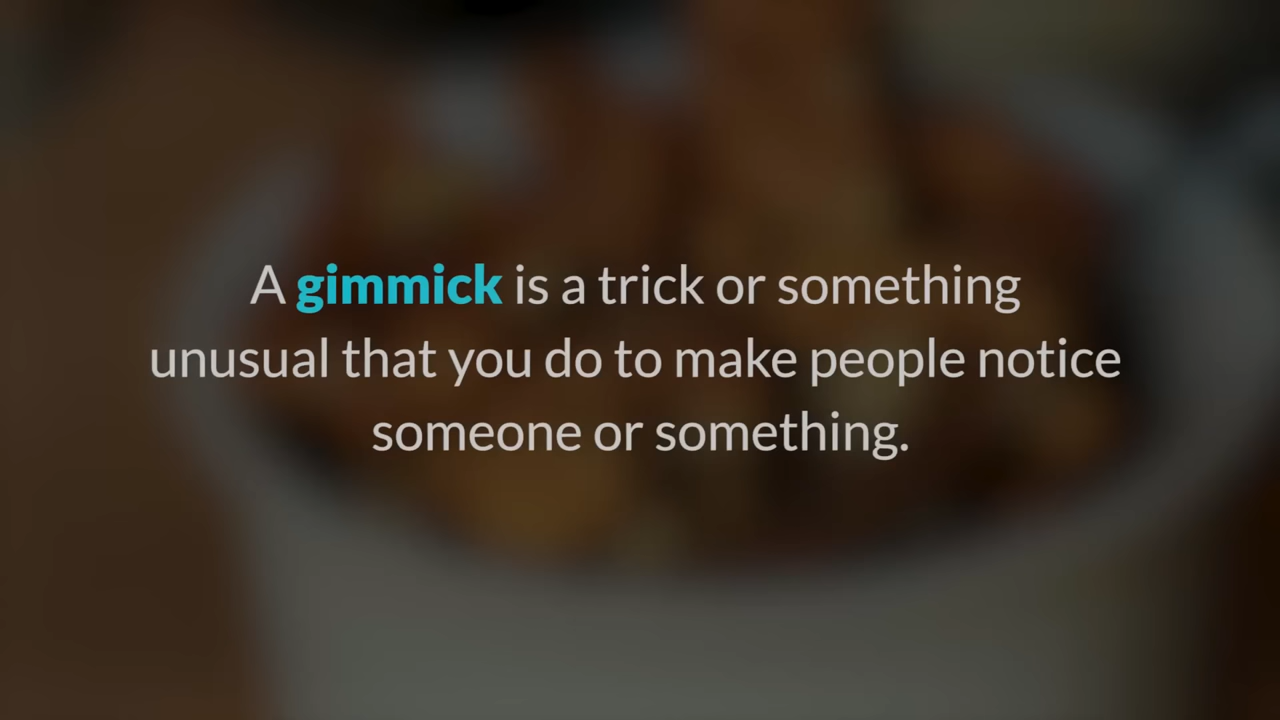 A gimmick is a trick or something
unusual that you do to make people notice
someone or something.